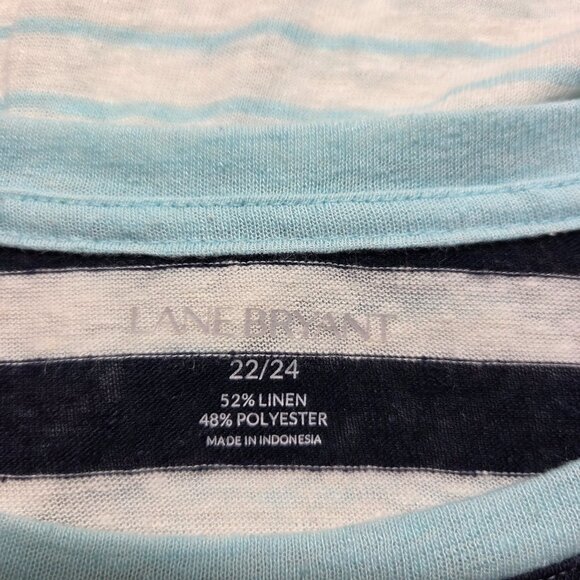 LANE BRYANT
22/24
52% LINEN
48% POLYESTER
MADE IN INDONESIA